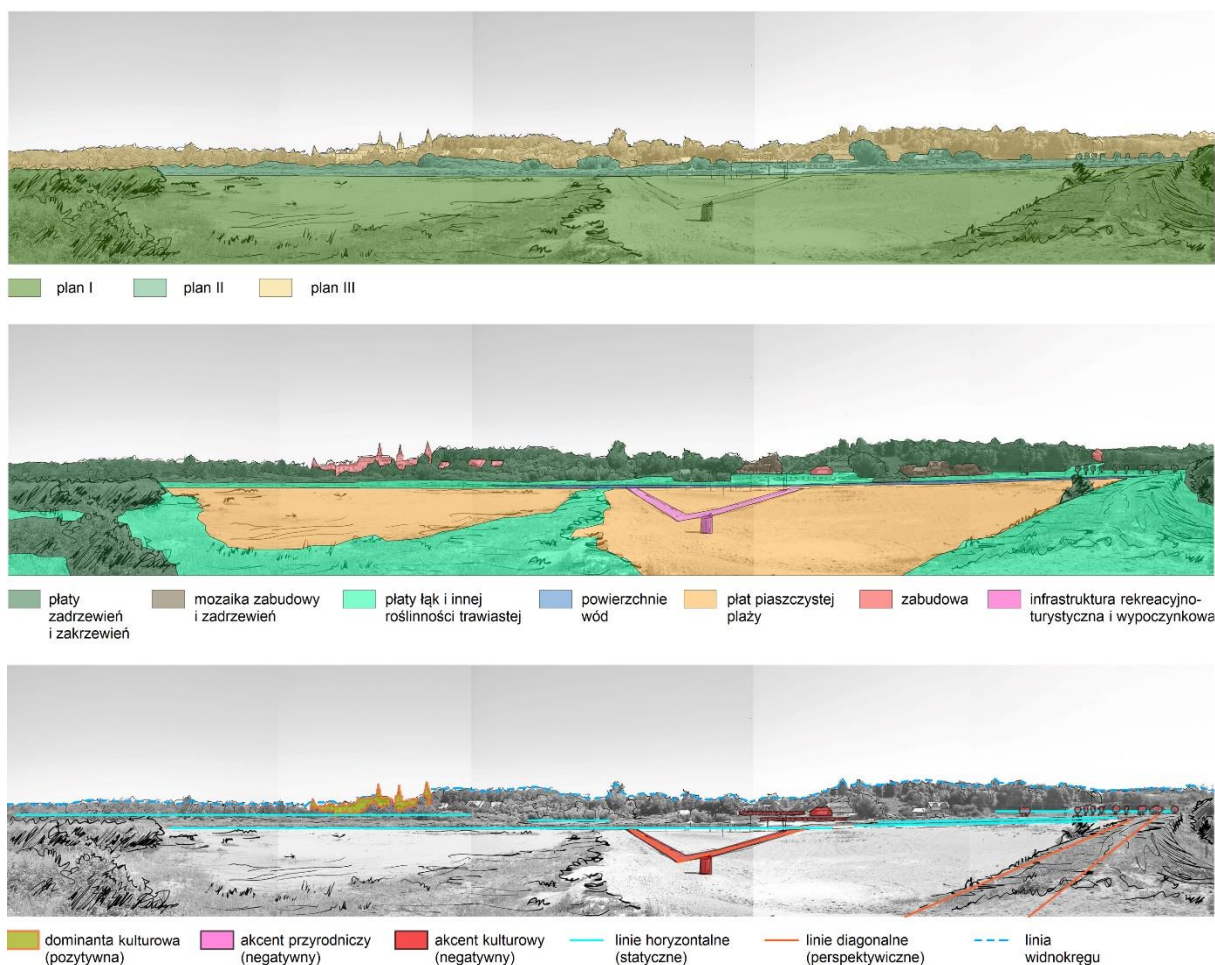 plan I
plan II
plan III
płaty
zadrzewień
i zakrzewień
mozaika zabudowy
i zadrzewień
płaty łąk i innej
roślinności trawiastej
powierzchnie
wód
płat piaszczystej
plaży
zabudowa
infrastruktura rekreacyjno-
turystyczna i wypoczynkowa
dominanta kulturowa
(pozytywna)
akcent przyrodniczy
(negatywny)
akcent kulturowy
(negatywny)
linie horyzontalne
(statyczne)
linie diagonalne
(perspektywiczne)
linia
widnokręgu